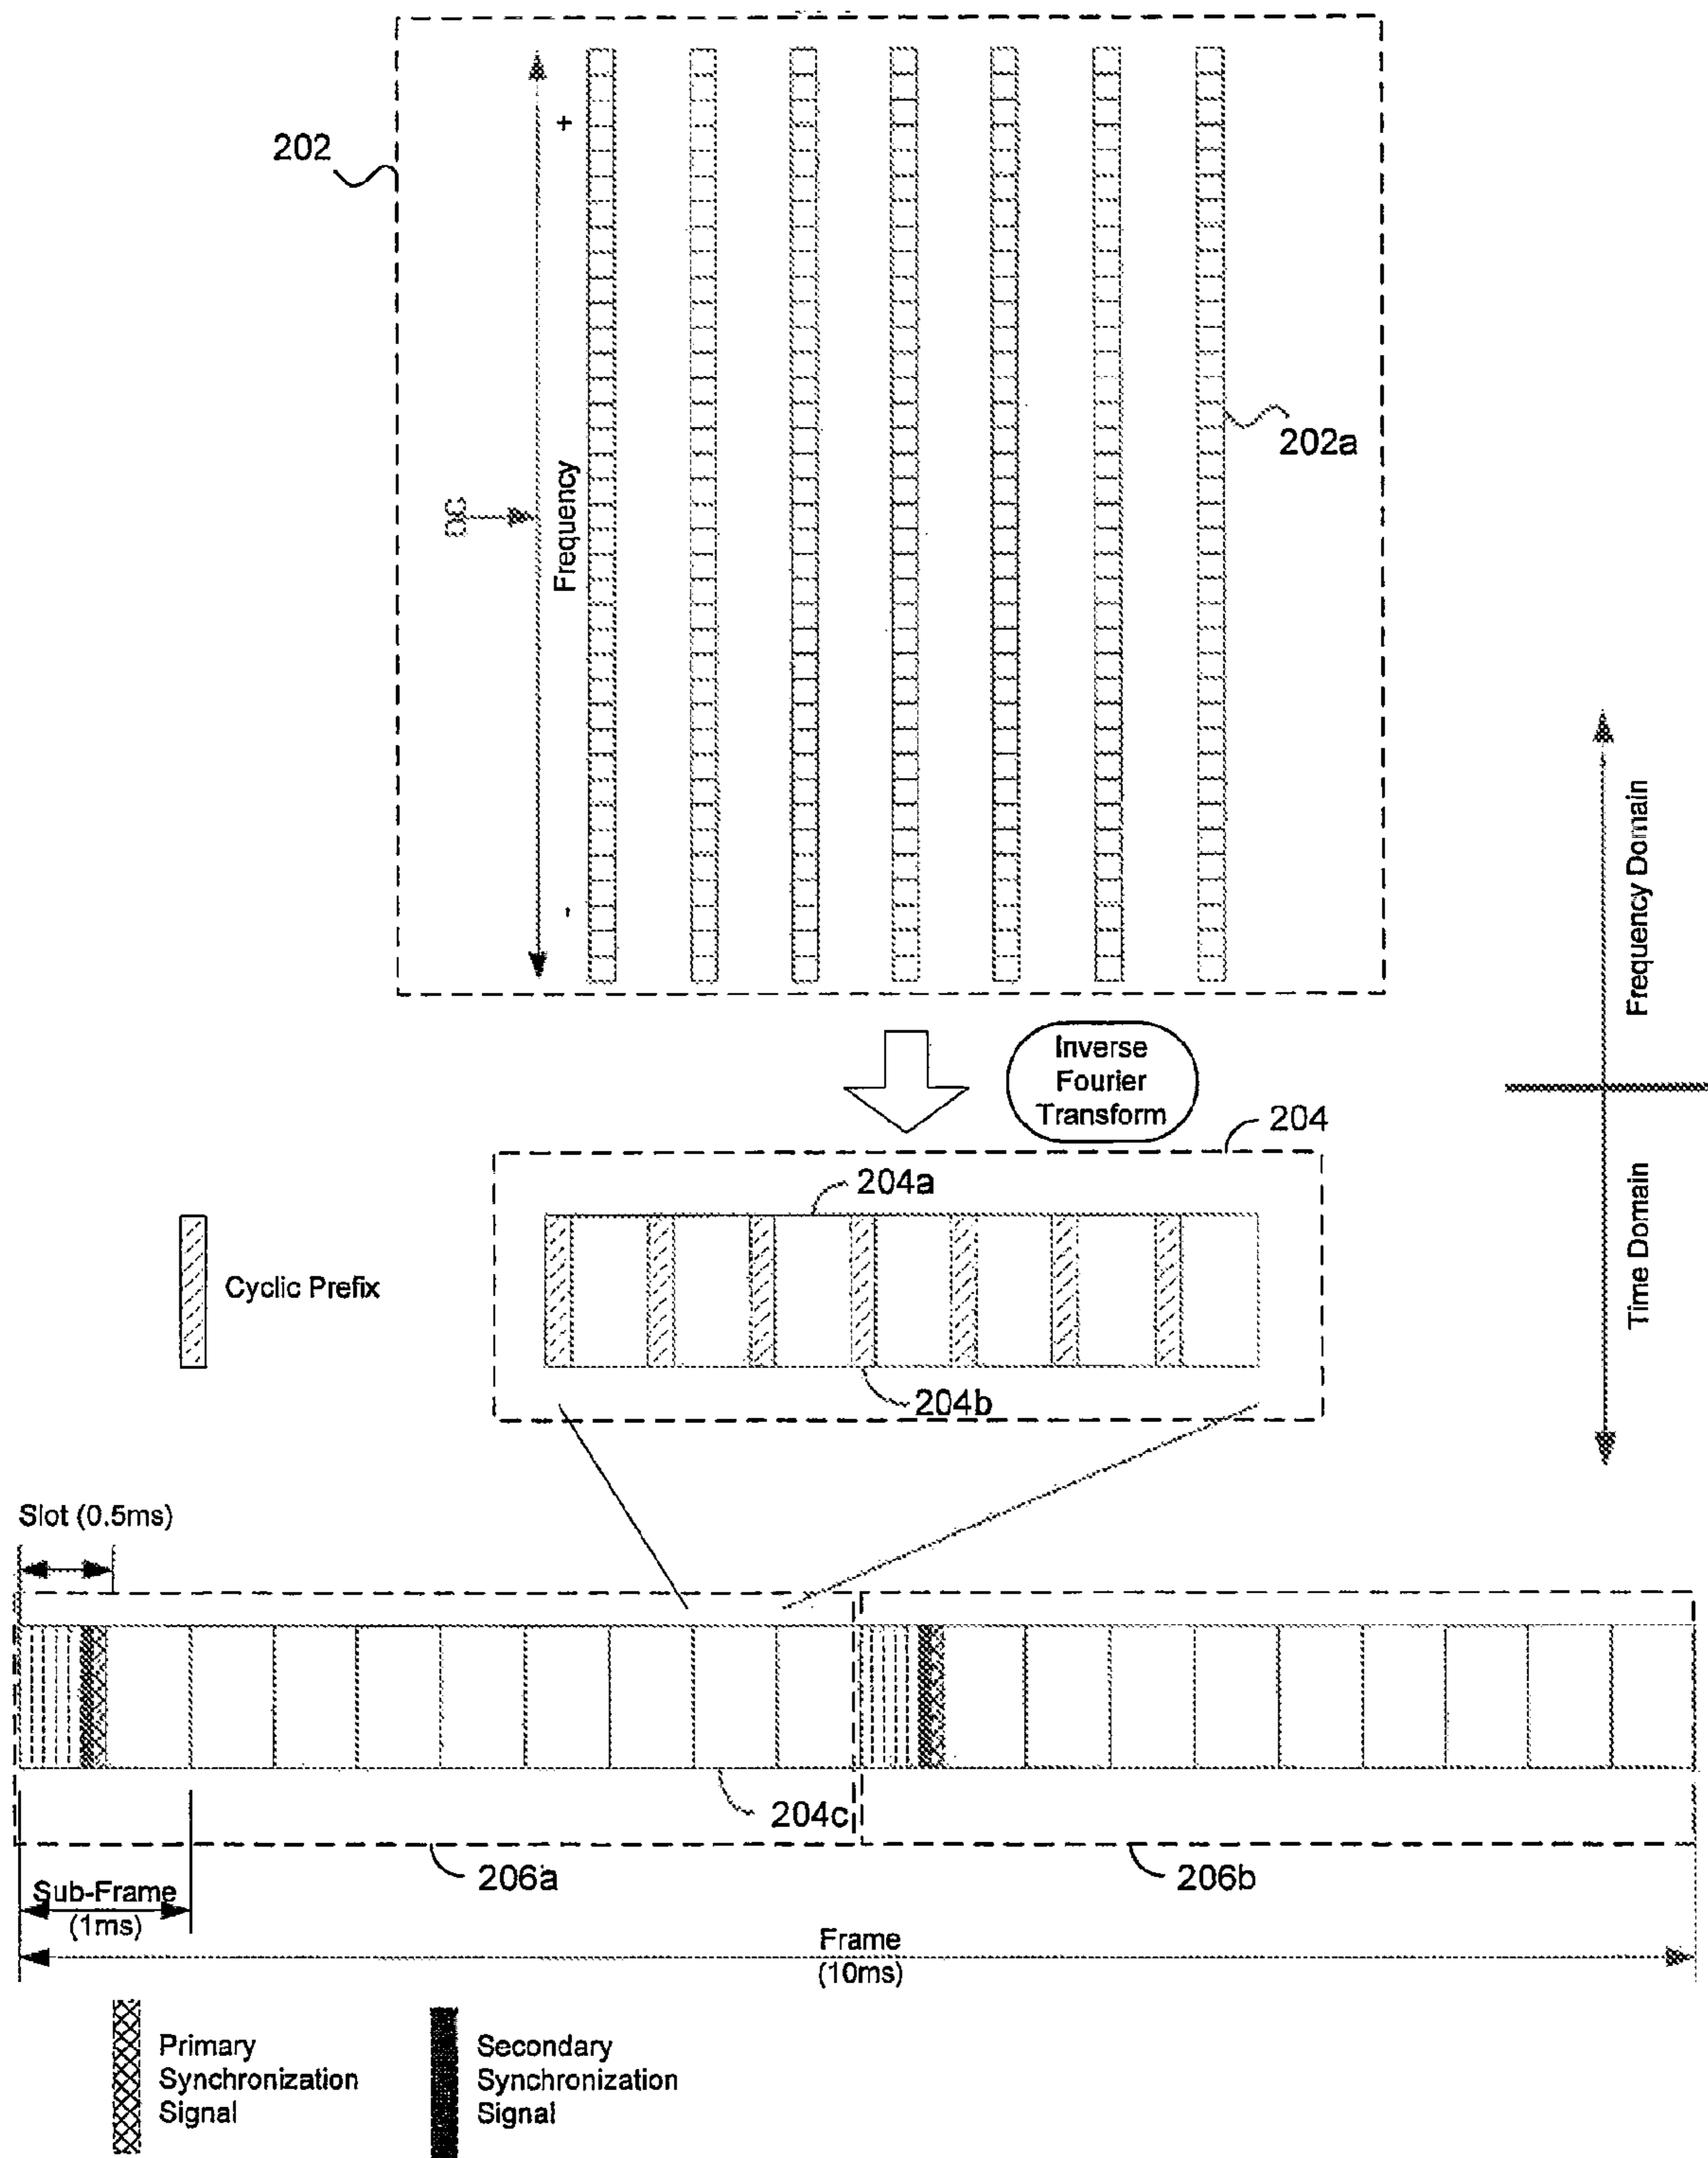 202
+
DC
Frequency
-
202a
Frequency Domain
Inverse
Fourier
Transform
204
204a
Time Domain
Cyclic Prefix
204b
Slot (0.5ms)
204c
206a
206b
Sub-Frame
(1ms)
Frame
(10ms)
Primary
Synchronization
Signal
Secondary
Synchronization
Signal